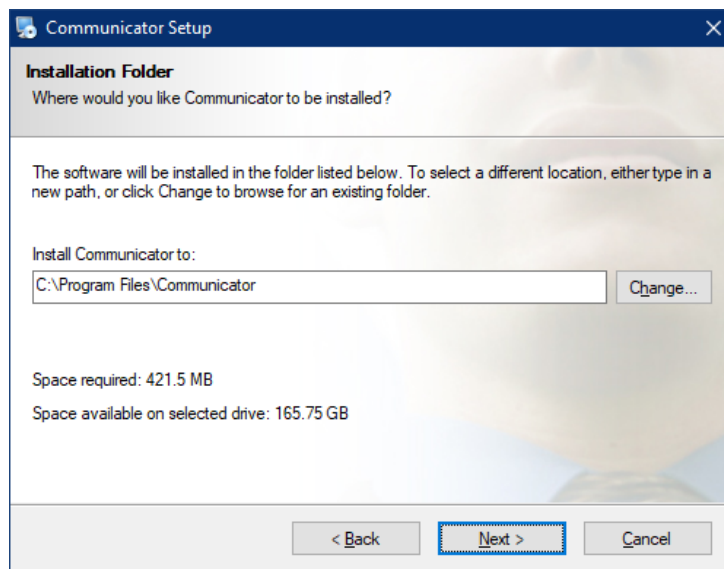 Communicator Setup
Installation Folder
Where would you like Communicator to be installed?
The software will be installed in the folder listed below. To select a different location, either type in a
new path, or click Change to browse for an existing folder.
Install Communicator to:
C:\Program Files\Communicator
Change...
Space required: 421.5 MB
Space available on selected drive: 165.75 GB
< Back Next > Cancel